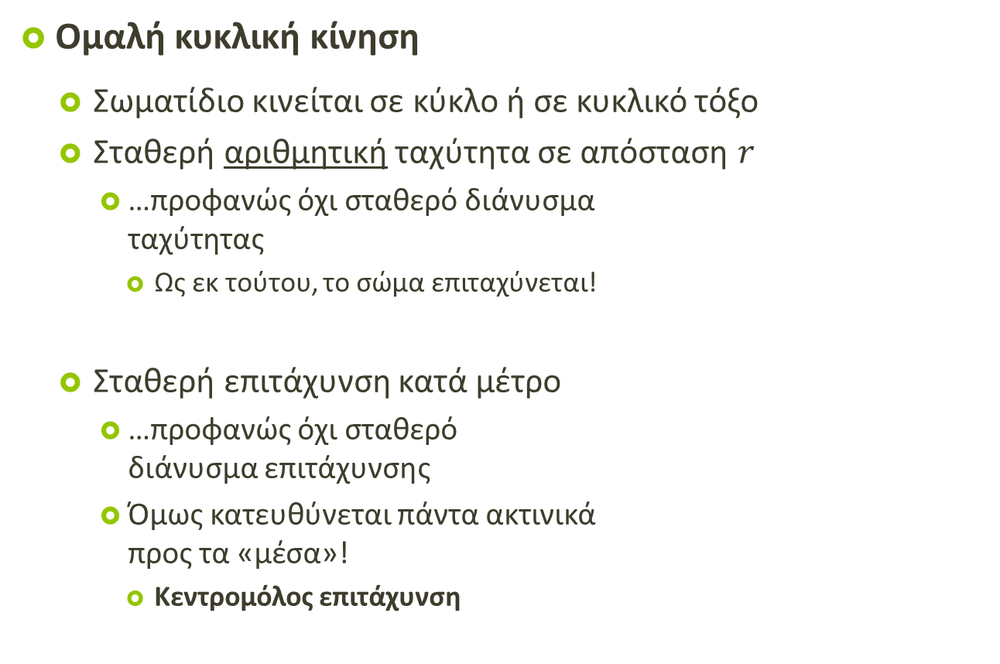 Ομαλή κυκλική κίνηση
Σωματίδιο κινείται σε κύκλο ή σε κυκλικό τόξο
Σταθερή αριθμητική ταχύτητα σε απόσταση r
…προφανώς όχι σταθερό διάνυσμα
ταχύτητας
Ως εκ τούτου, το σώμα επιταχύνεται!
Σταθερή επιτάχυνση κατά μέτρο
…προφανώς όχι σταθερό
διάνυσμα επιτάχυνσης
Όμως κατευθύνεται πάντα ακτινικά
προς τα «μέσα»!
Κεντρομόλος επιτάχυνση